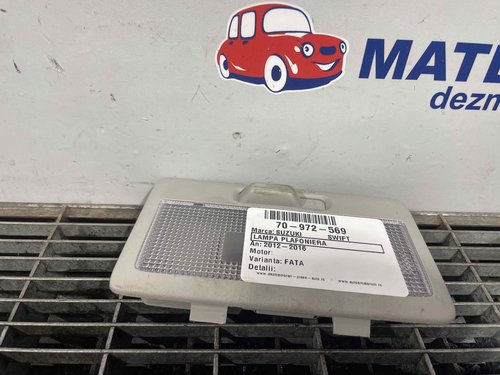 MATE
dezm
70-972-569
Marca: SUZUKI SWIFT
LAMPA PLAFONIERA
An: 2012-2016
Motor:
Varianta: FATA
Detalii: